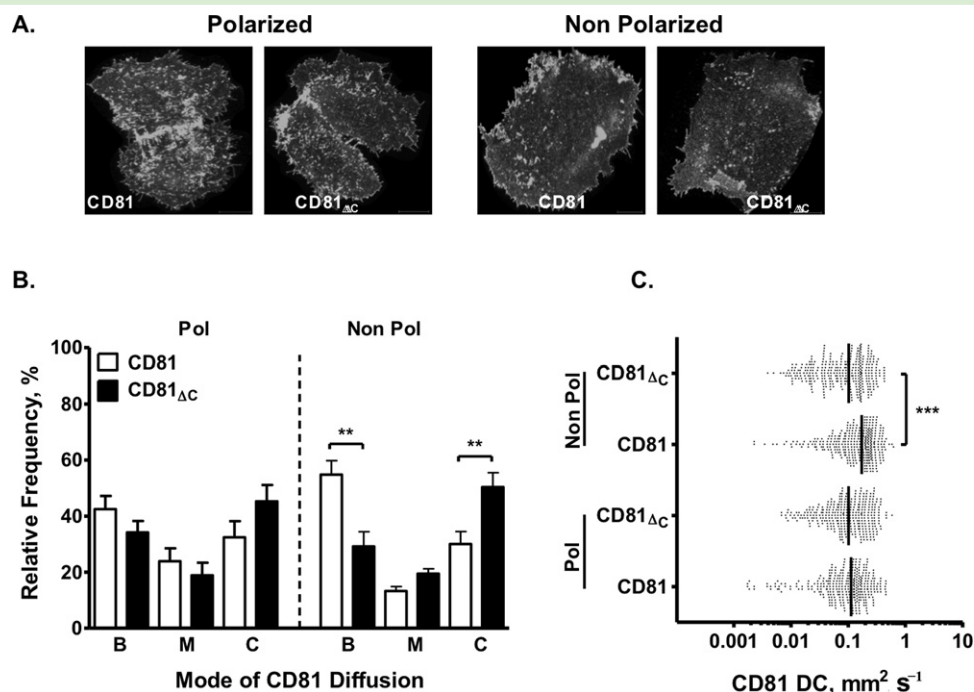 A.
Polarized
Non Polarized
CD81
CD81ΔC
CD81
CD81ΔC
B.
Pol
Non Pol
CD81
CD81ΔC
**
**
Relative Frequency, %
100
80
60
40
20
0
B
M
C
B
M
C
Mode of CD81 Diffusion
C.
Non Pol
CD81ΔC
CD81
***
Pol
CD81ΔC
CD81
0.001
0.01
0.1
1
10
CD81 DC, mm² s⁻¹